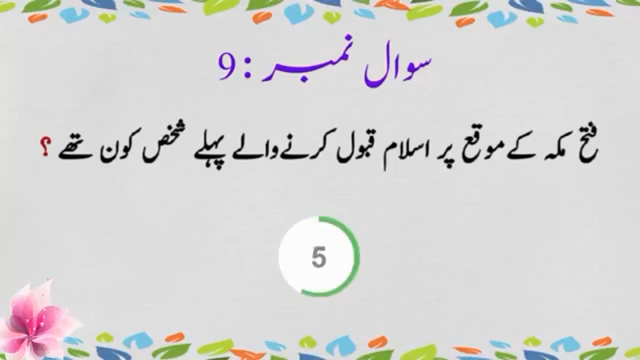 سوال نمبر :9
فتح مکہ کے موقع پر اسلام قبول کرنے والے پہلے شخص کون تھے ؟
5